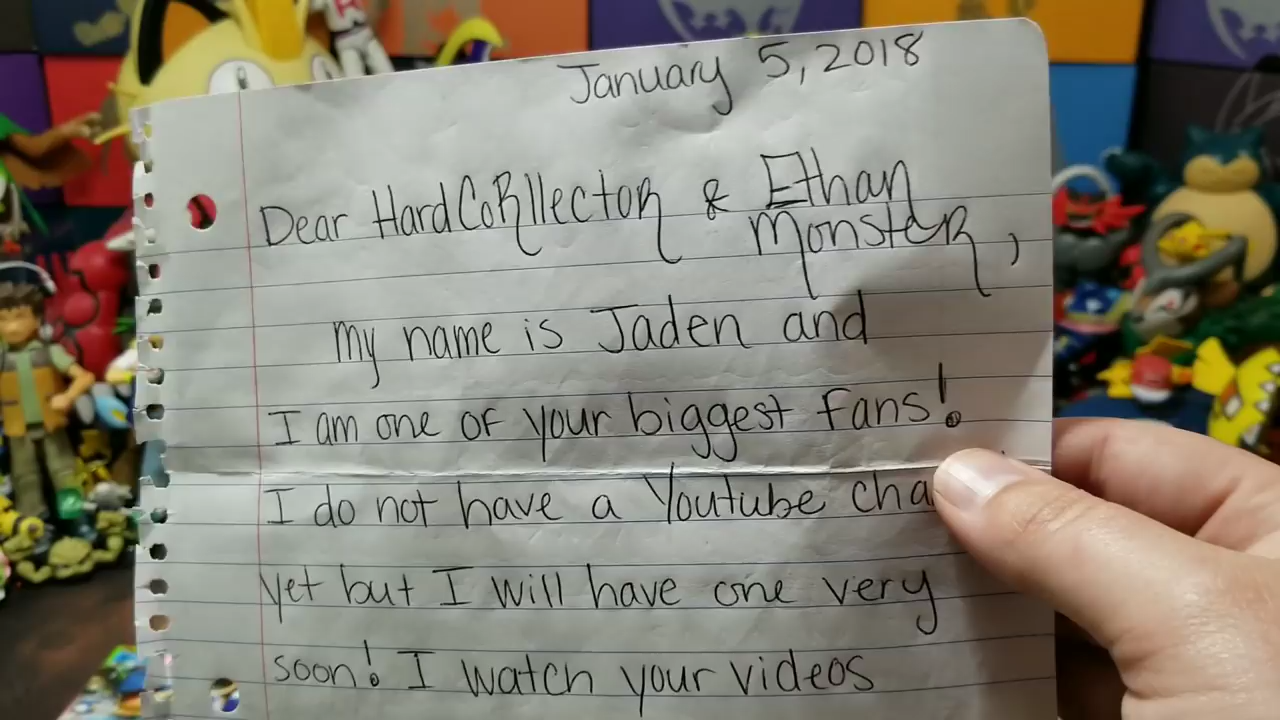 January 5, 2018
Dear HardCoRllectoR & Ethan
MonsteR,
My name is Jaden and
I am one of your biggest fans!
I do not have a Youtube cha
yet but I will have one very
soon! I watch your videos